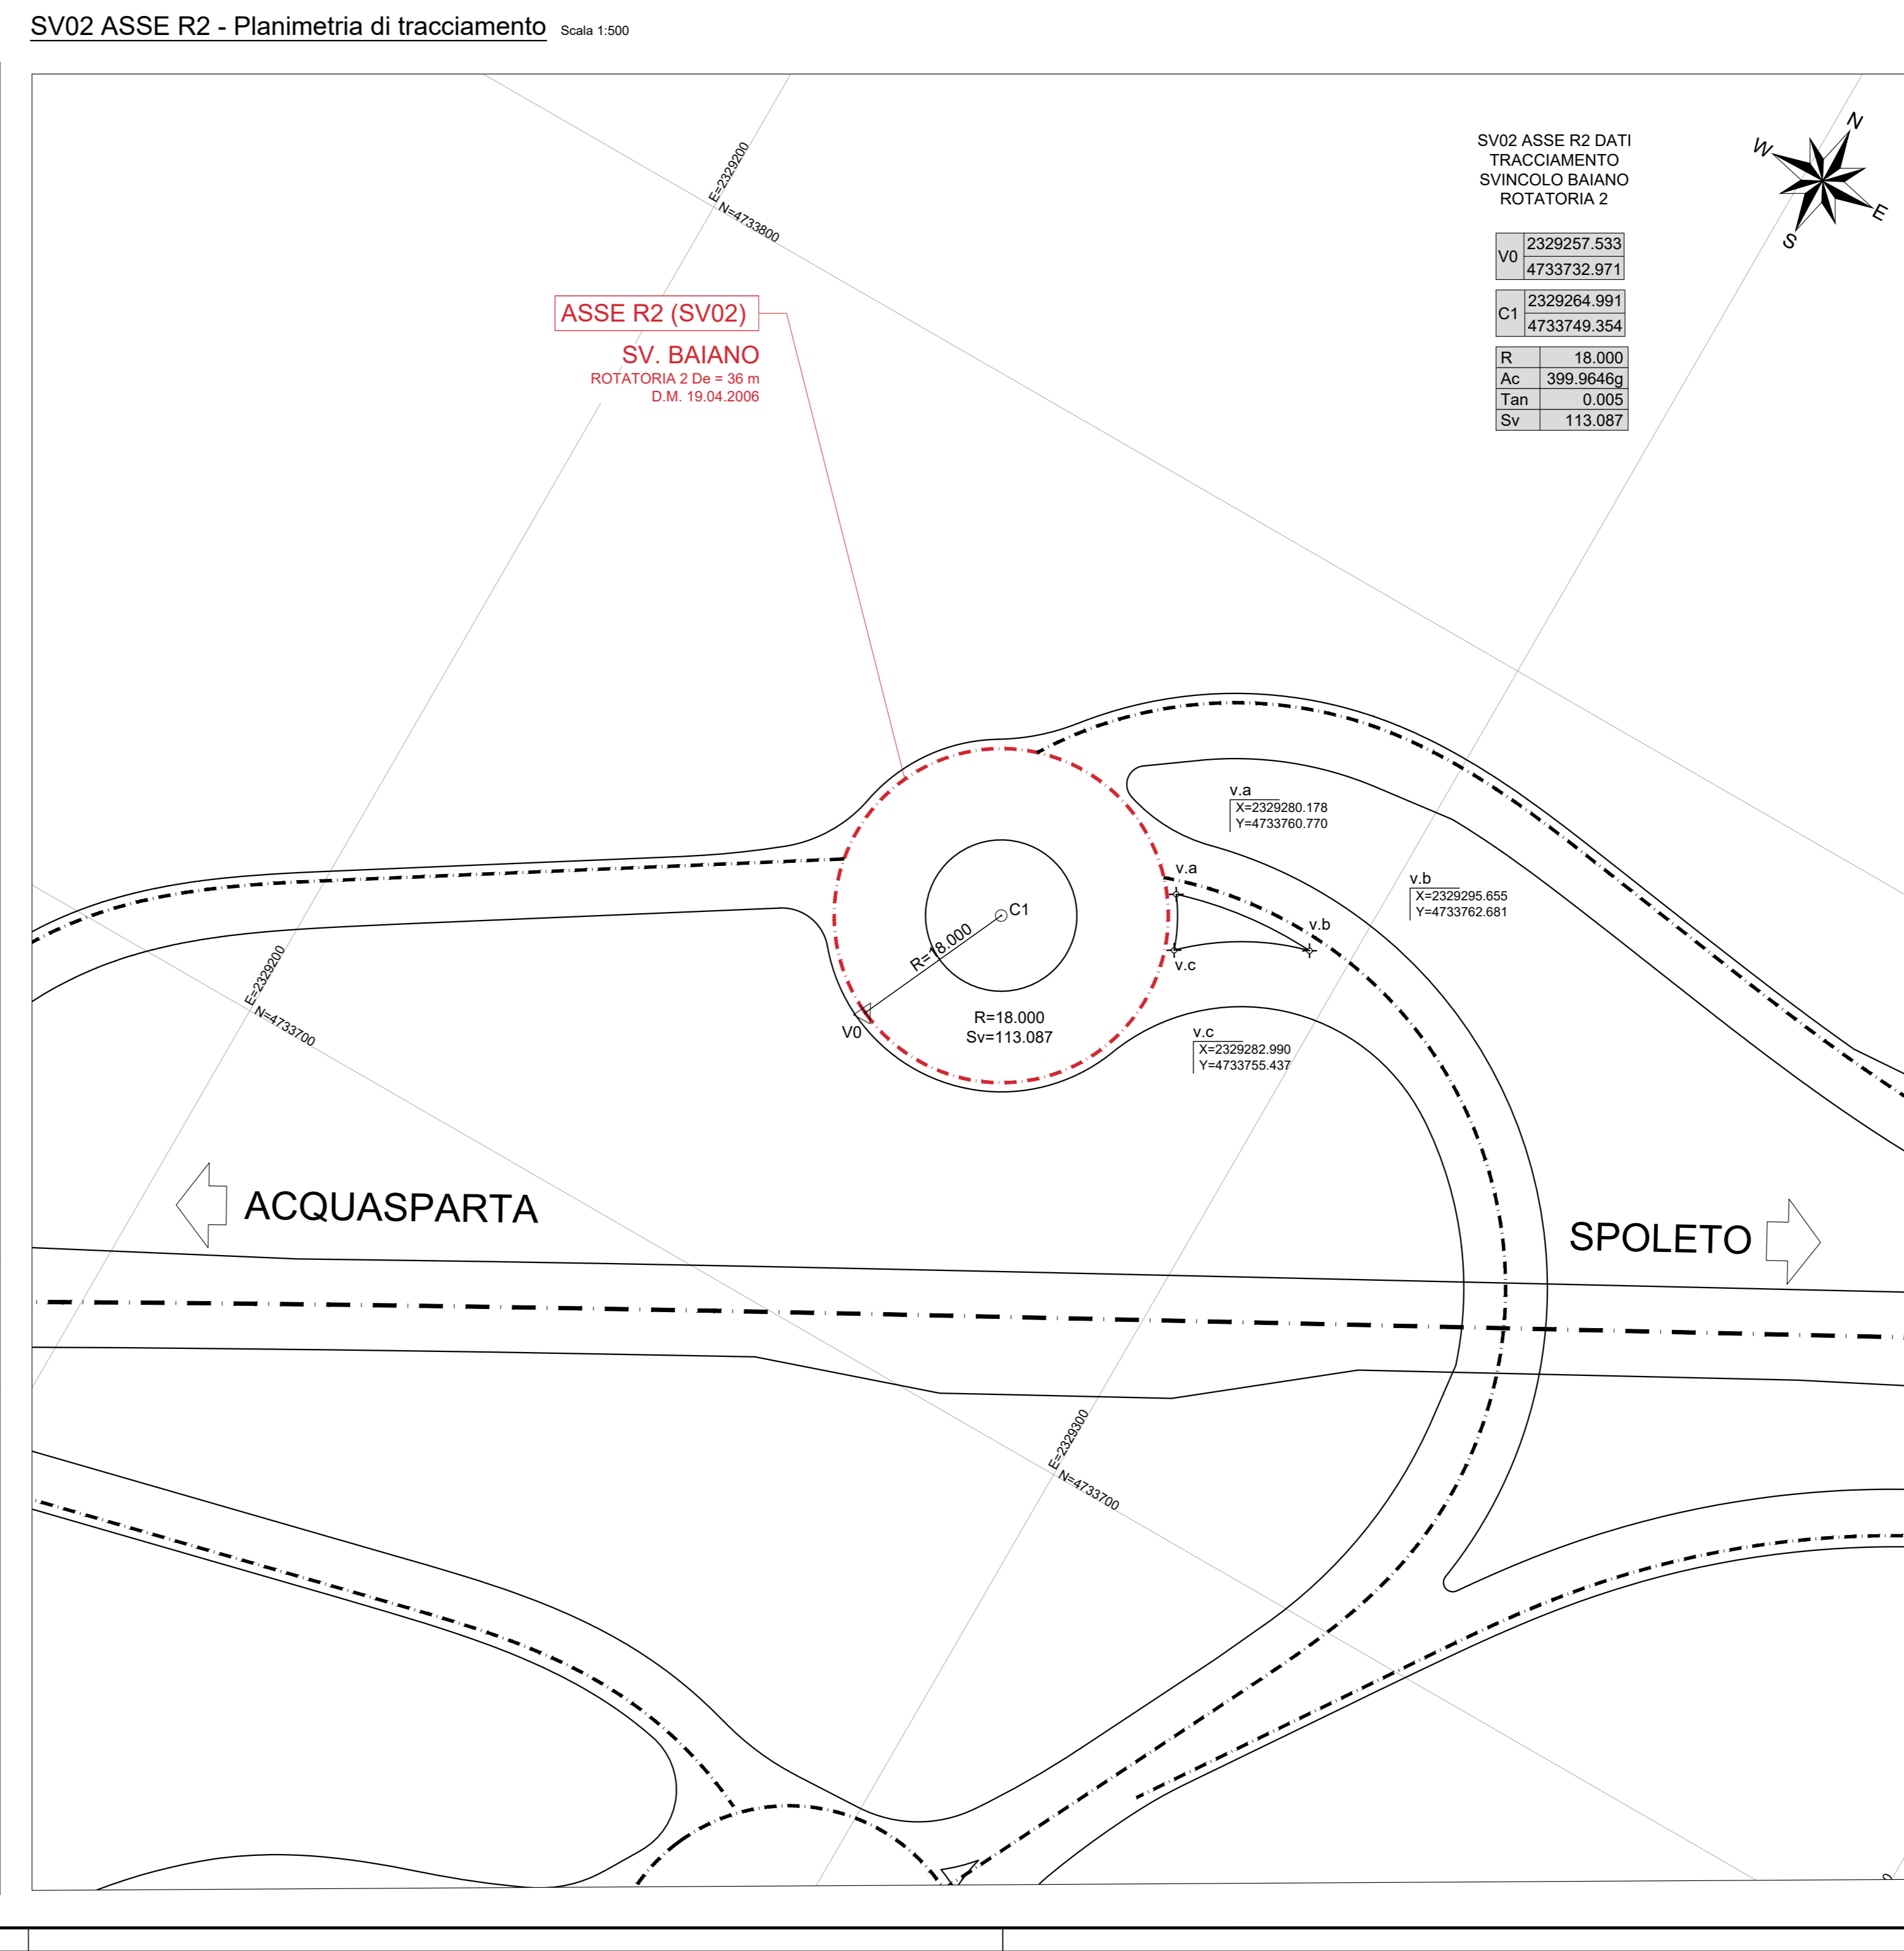 SV02 ASSE R2 - Planimetria di tracciamento Scala 1:500
E=2329200
N=4733800
SV02 ASSE R2 DATI
TRACCIAMENTO
SVINCOLO BAIANO
ROTATORIA 2
N
W
E
S
V0 2329257.533
4733732.971
C1 2329264.991
4733749.354
R 18.000
Ac 399.9646g
Tan 0.005
Sv 113.087
ASSE R2 (SV02)
SV. BAIANO
ROTATORIA 2 De = 36 m
D.M. 19.04.2006
v.a
X=2329280.178
Y=4733760.770
v.a
v.b
X=2329295.655
Y=4733762.681
C1
v.b
R=18.000
v.c
E=2329200
N=4733700
V0
R=18.000
Sv=113.087
v.c
X=2329282.990
Y=4733755.437
ACQUASPARTA
SPOLETO
E=2329300
N=4733700